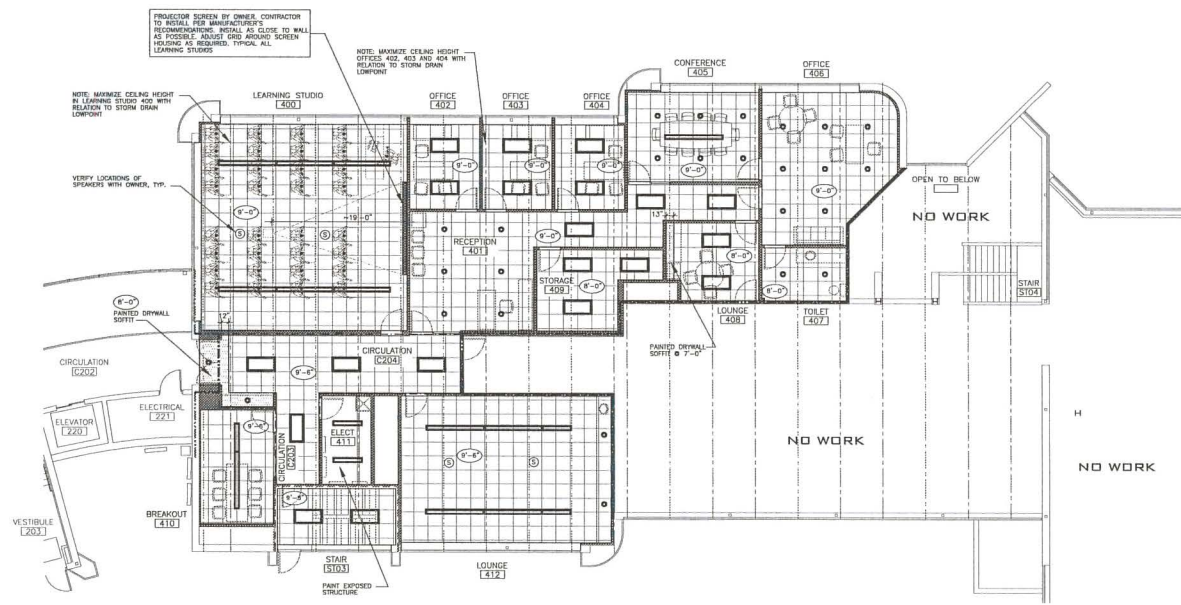 PROJECTOR SCREEN BY OWNER. CONTRACTOR
TO INSTALL PER MANUFACTURER'S
RECOMMENDATIONS. INSTALL AS CLOSE TO WALL
AS POSSIBLE. ADJUST GRID AROUND SCREEN
HOUSING AS REQUIRED. TYPICAL ALL
LEARNING STUDIOS
NOTE: MAXIMIZE CEILING HEIGHT
OFFICES 402, 403 AND 404 WITH
RELATION TO STORM DRAIN
LOWPOINT
NOTE: MAXIMIZE CEILING HEIGHT
IN LEARNING STUDIO 400 WITH
RELATION TO STORM DRAIN
LOWPOINT
LEARNING STUDIO
400
OFFICE
402
OFFICE
403
OFFICE
404
CONFERENCE
405
OFFICE
406
VERIFY LOCATIONS OF
SPEAKERS WITH OWNER, TYP.
9'-0"
9'-0"
9'-0"
9'-0"
9'-0"
9'-0"
OPEN TO BELOW
NO WORK
S
S
~19'-0"
RECEPTION
401
9'-0"
13"
8'-0"
STORAGE
409
8'-0"
8'-0"
STAIR
ST04
LOUNGE
408
TOILET
407
8'-0"
PAINTED DRYWALL
SOFFIT
12"
PAINTED DRYWALL
SOFFIT @ 7'-0"
CIRCULATION
C202
CIRCULATION
C204
9'-6"
ELECTRICAL
221
ELEVATOR
220
9'-6"
CIRCULATION
C203
ELECT
411
9'-6"
S
S
H
NO WORK
NO WORK
BREAKOUT
410
9'-6"
VESTIBULE
203
STAIR
ST03
LOUNGE
412
PAINT EXPOSED
STRUCTURE